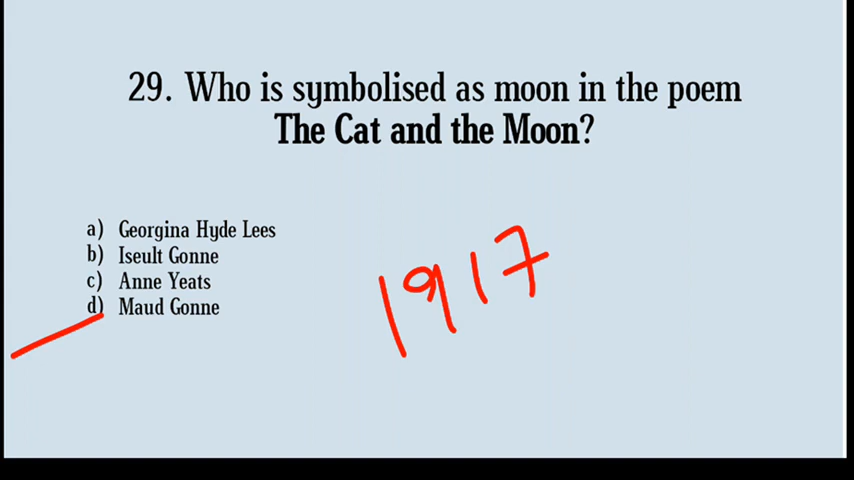 29. Who is symbolised as moon in the poem
The Cat and the Moon?
a) Georgina Hyde Lees
b) Iseult Gonne
c) Anne Yeats
d) Maud Gonne
1917